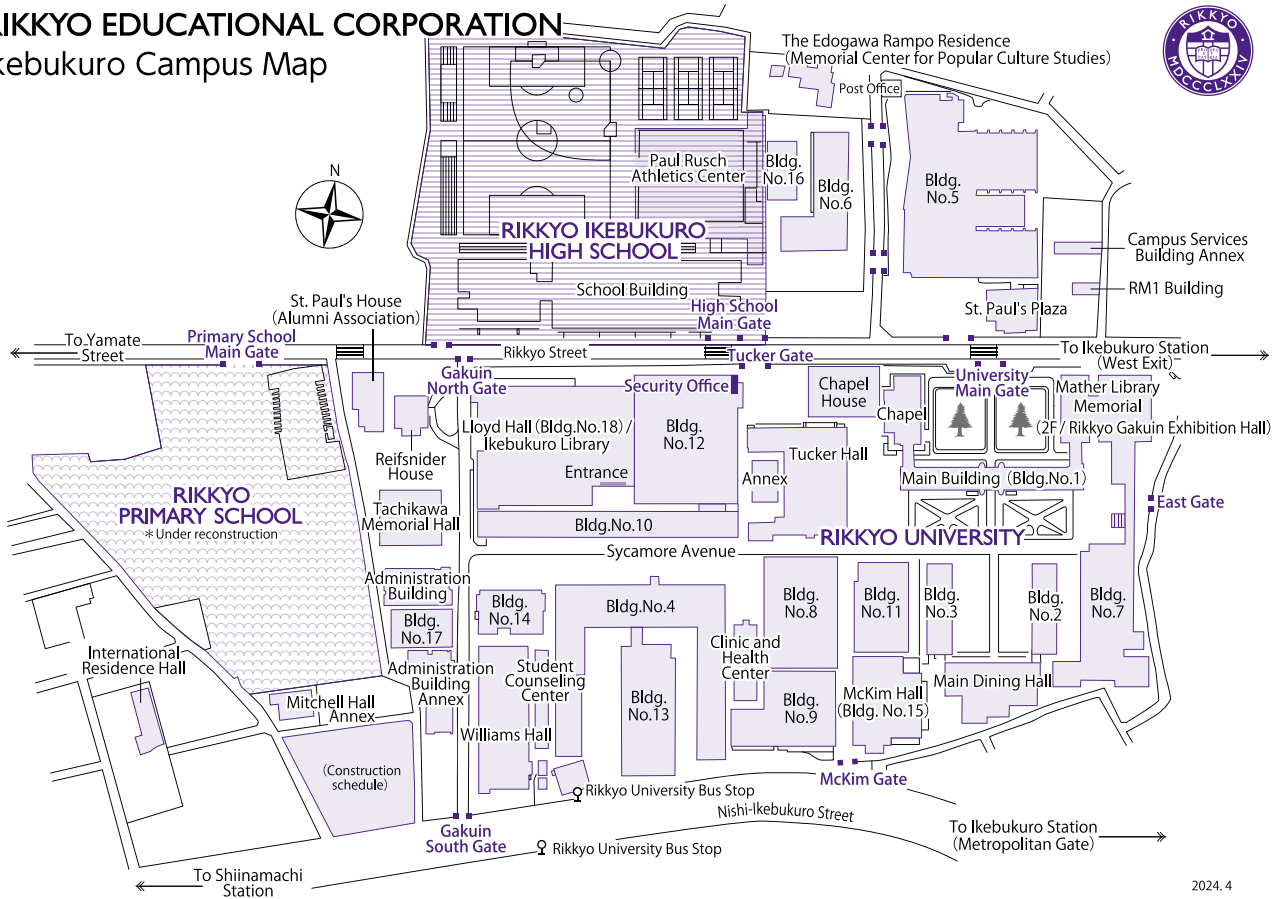 RIKKYO EDUCATIONAL CORPORATION
kebukuro Campus Map
RIKKYO
MDCCCLXXIV
The Edogawa Rampo Residence
(Memorial Center for Popular Culture Studies)
Post Office
N
Paul Rusch
Athletics Center
Bldg.
No.16
Bldg.
No.6
Bldg.
No.5
RIKKYO IKEBUKURO
HIGH SCHOOL
School Building
Campus Services
Building Annex
RM1 Building
St. Paul's Plaza
St. Paul's House
(Alumni Association)
High School
Main Gate
To Yamate
Street
Primary School
Main Gate
Rikkyo Street
Tucker Gate
To Ikebukuro Station
(West Exit)
Gakuin
North Gate
Security Office
University
Main Gate
Chapel
House
Chapel
Mather Library
Memorial
(2F / Rikkyo Gakuin Exhibition Hall)
Lloyd Hall (Bldg.No.18) /
Ikebukuro Library
Entrance
Bldg.
No.12
Reifsnider
House
Tucker Hall
Annex
Main Building (Bldg.No.1)
RIKKYO
PRIMARY SCHOOL
* Under reconstruction
Tachikawa
Memorial Hall
Bldg.No.10
East Gate
RIKKYO UNIVERSITY
Sycamore Avenue
Administration
Building
Bldg.
No.17
Bldg.
No.14
Bldg.No.4
Bldg.
No.8
Bldg.
No.11
Bldg.
No.3
Bldg.
No.2
Bldg.
No.7
International
Residence Hall
Administration
Building
Annex
Student
Counseling
Center
Clinic and
Health
Center
Mitchell Hall
Annex
Williams Hall
Bldg.
No.13
Bldg.
No.9
McKim Hall
(Bldg. No.15)
Main Dining Hall
(Construction
schedule)
McKim Gate
Rikkyo University Bus Stop
Nishi-Ikebukuro Street
Gakuin
South Gate
To Ikebukuro Station
(Metropolitan Gate)
Rikkyo University Bus Stop
To Shiinamachi
Station
2024. 4